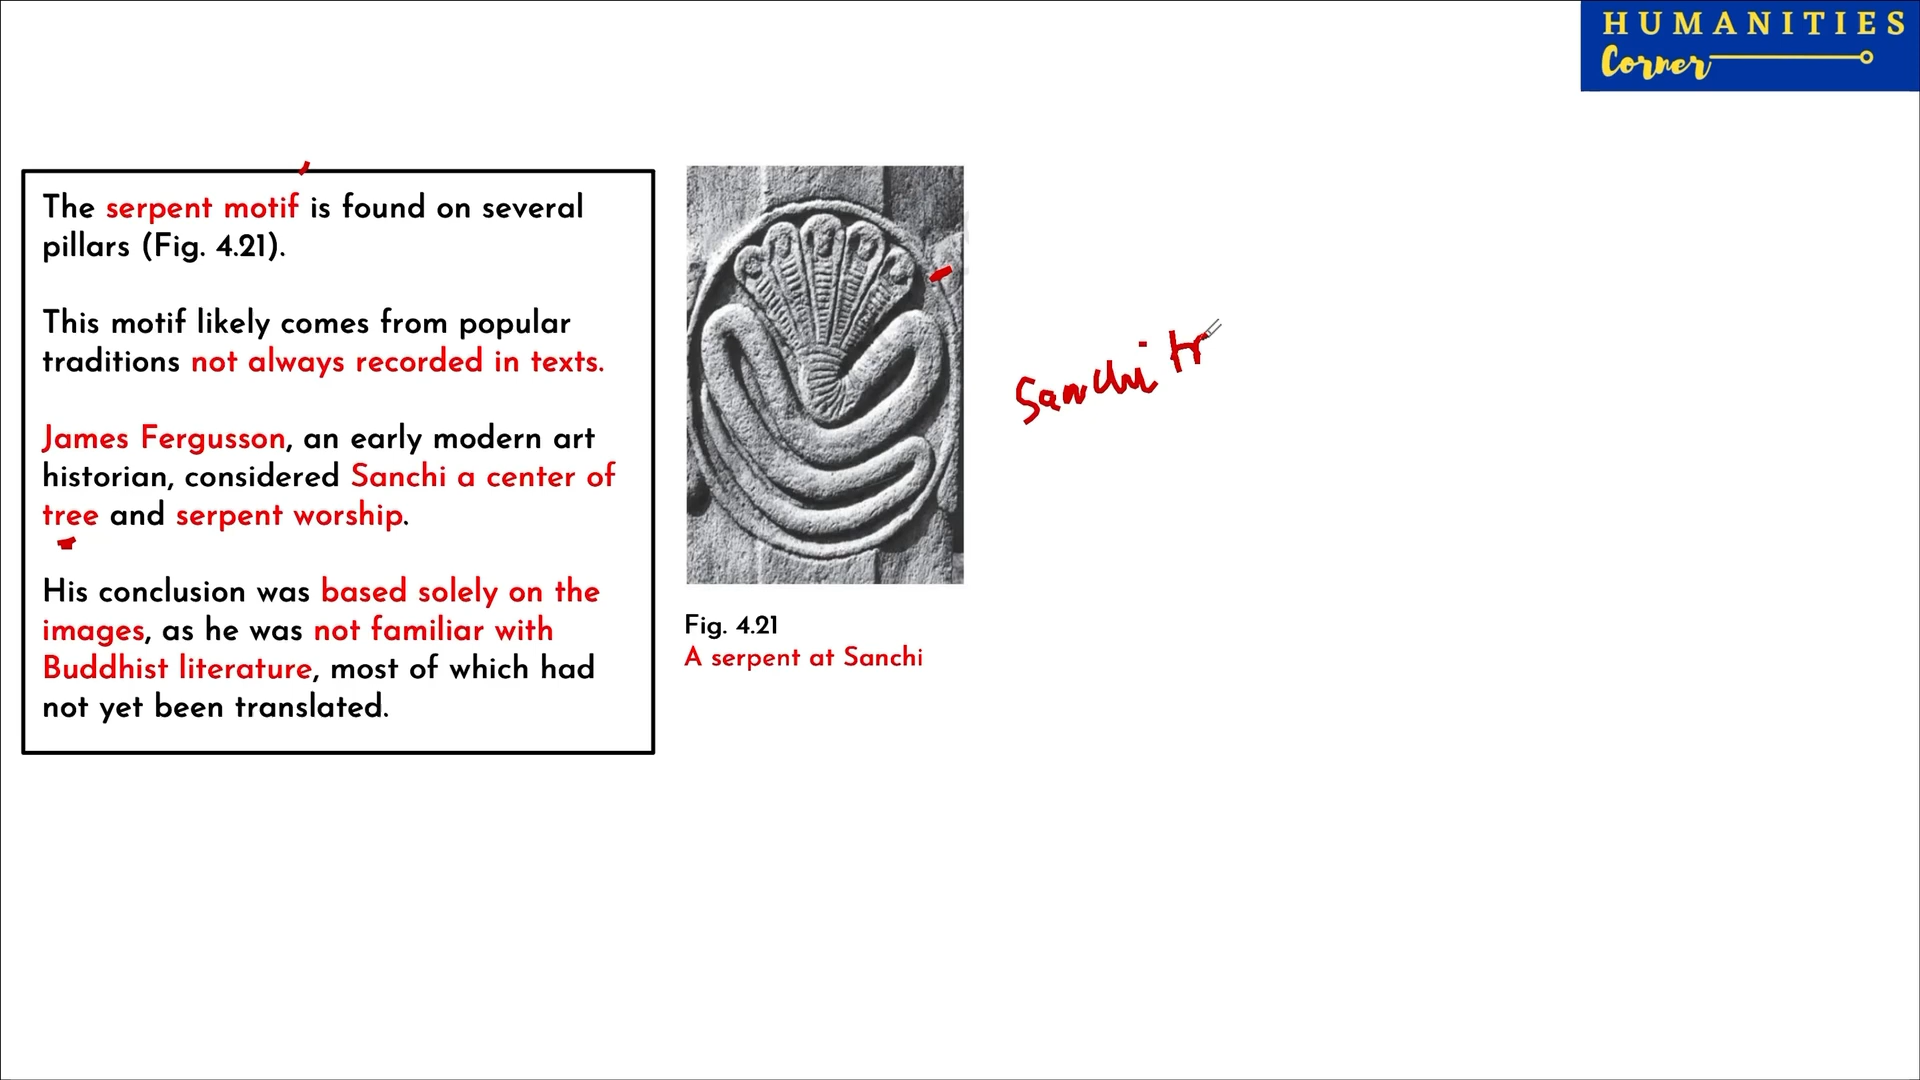 HUMANITIES
Corner
The serpent motif is found on several
pillars (Fig. 4.21).
This motif likely comes from popular
traditions not always recorded in texts.
James Fergusson, an early modern art
historian, considered Sanchi a center of
tree and serpent worship.
His conclusion was based solely on the
images, as he was not familiar with
Buddhist literature, most of which had
not yet been translated.
Fig. 4.21
A serpent at Sanchi
Sanchi tr